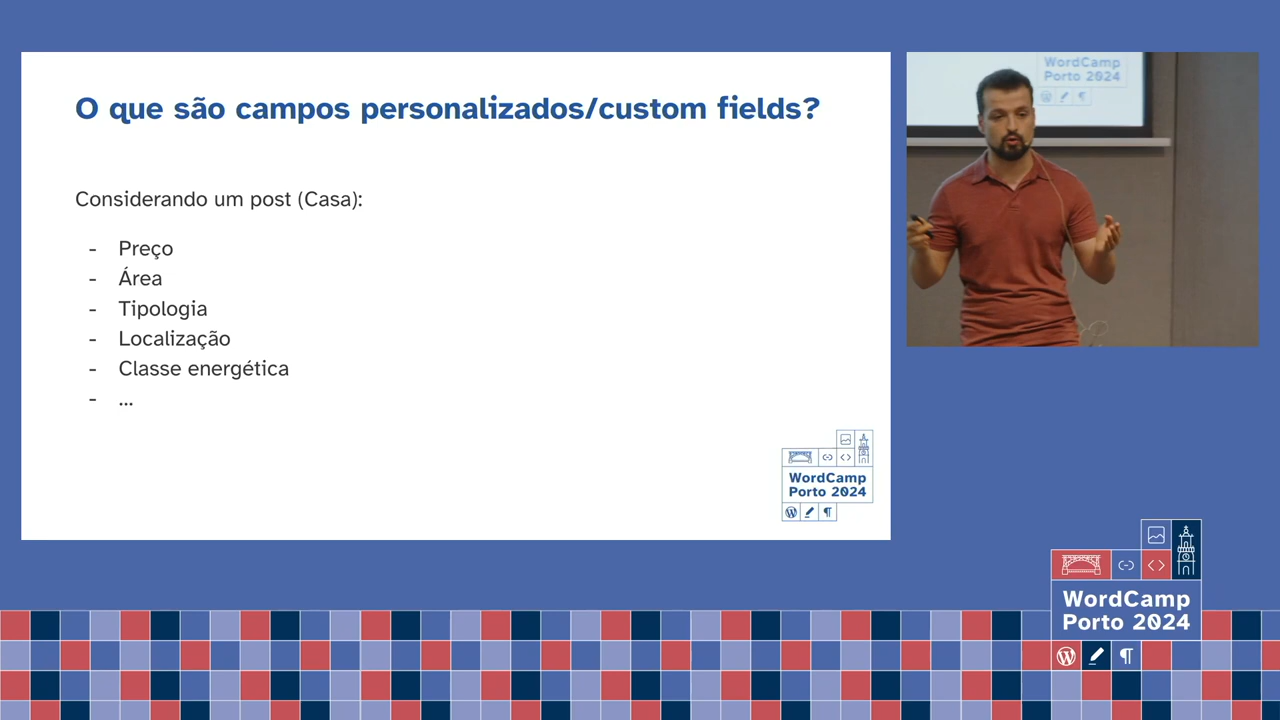 O que são campos personalizados/custom fields?
Considerando um post (Casa):
- Preço
- Área
- Tipologia
- Localização
- Classe energética
- ...
WordCamp
Porto 2024
WordCamp
Porto 2024
WordCamp
Porto 2024